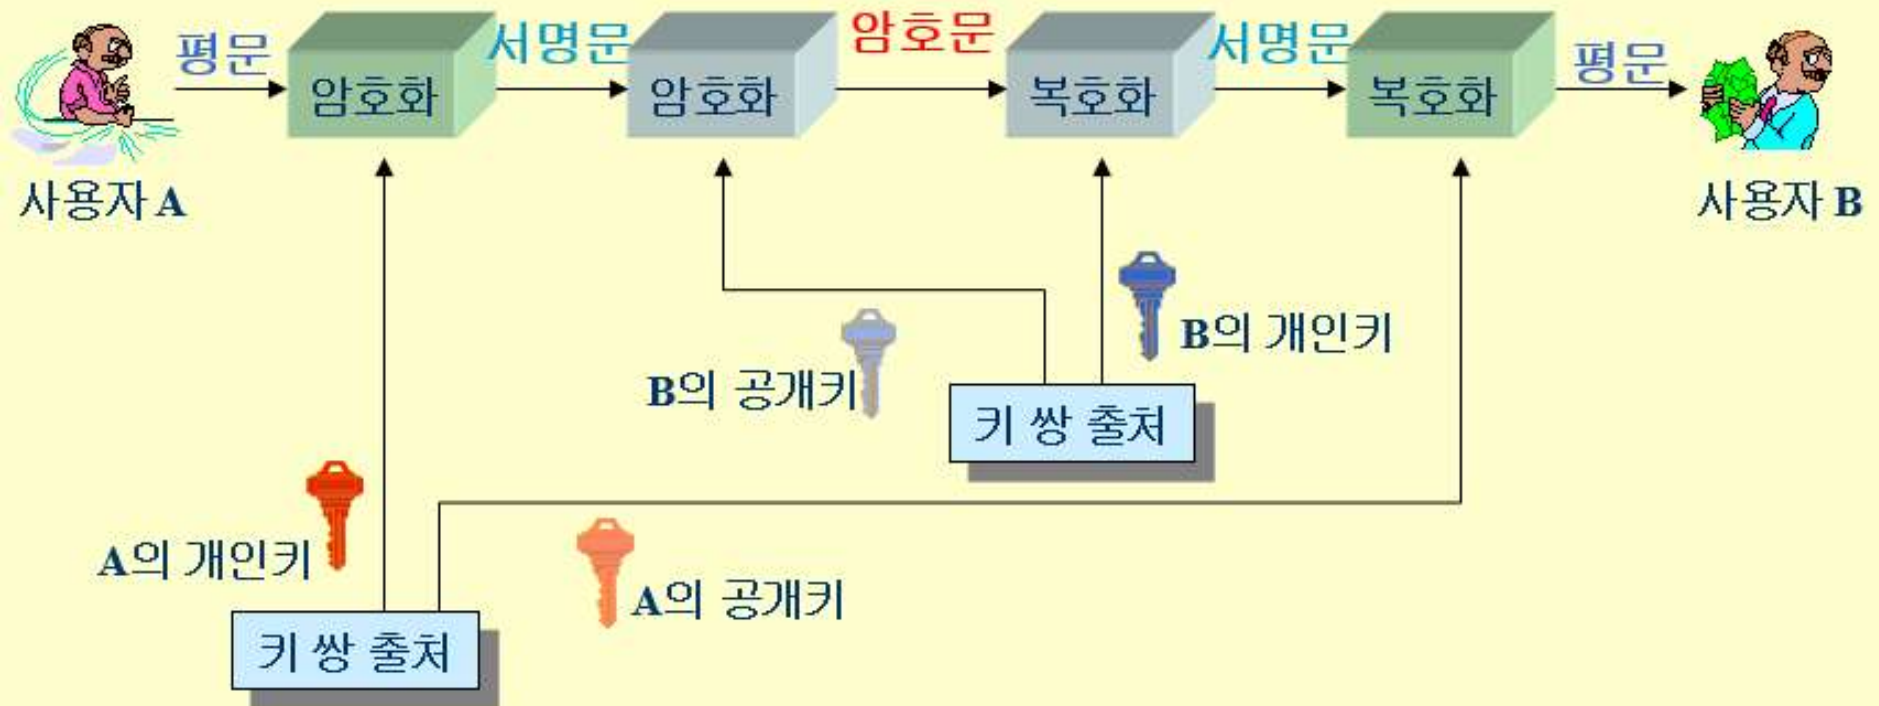 평문
서명문
암호문
서명문
평문
암호화
암호화
복호화
복호화
사용자 A
사용자 B
B의 개인키
B의 공개키
키 쌍 출처
A의 개인키
A의 공개키
키 쌍 출처